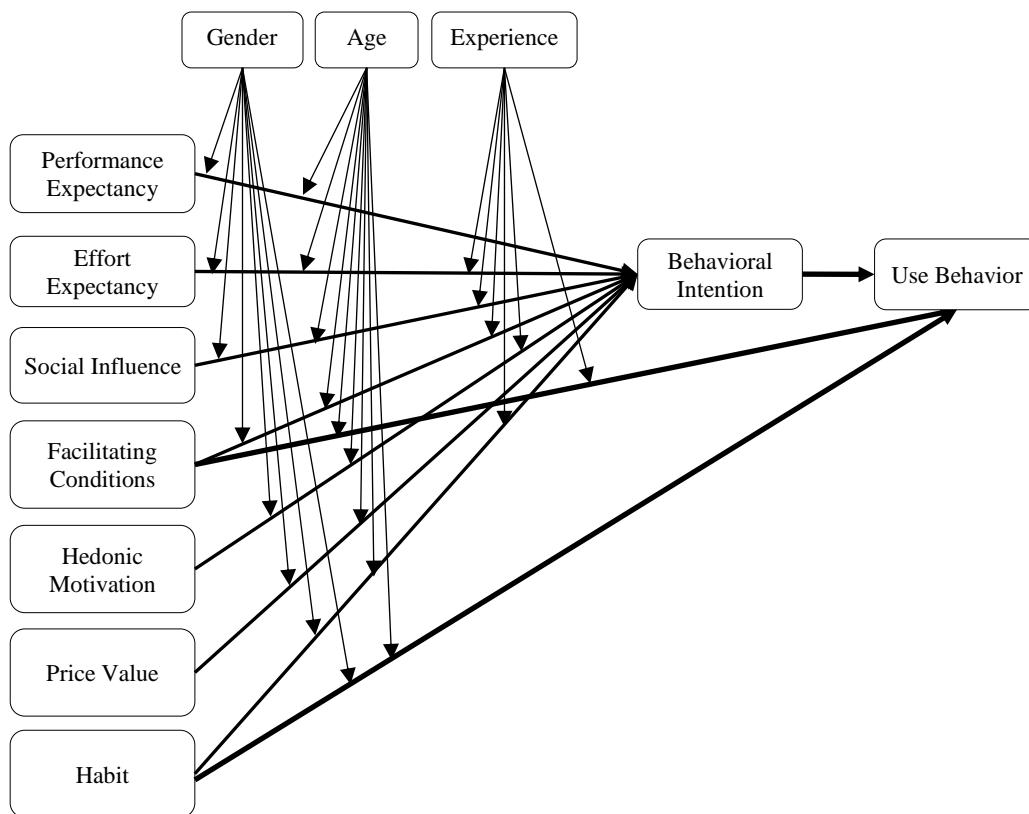 Gender
Age
Experience
Performance
Expectancy
Effort
Expectancy
Social Influence
Facilitating
Conditions
Hedonic
Motivation
Price Value
Habit
Behavioral
Intention
Use Behavior